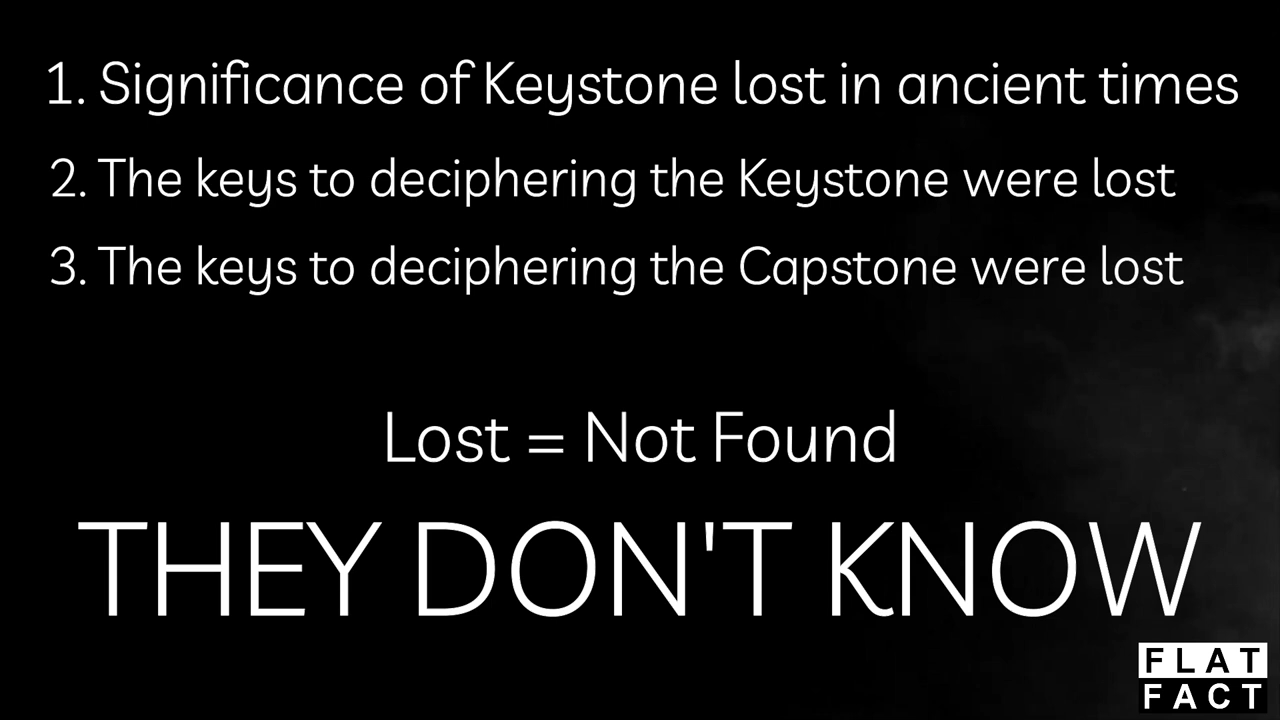 1. Significance of Keystone lost in ancient times
2. The keys to deciphering the Keystone were lost
3. The keys to deciphering the Capstone were lost
Lost = Not Found
THEY DON'T KNOW
FLAT
FACT